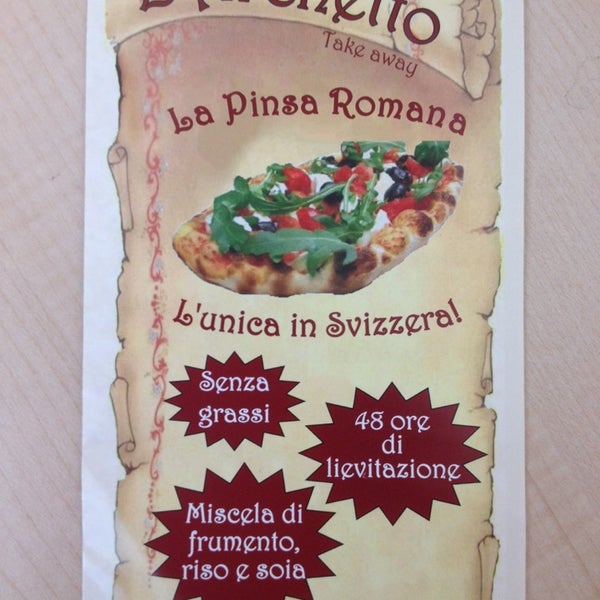 Take away
La Pinsa Romana
L'unica in Svizzera!
Senza
grassi
48 ore
di
lievitazione
Miscela di
frumento,
riso e soia